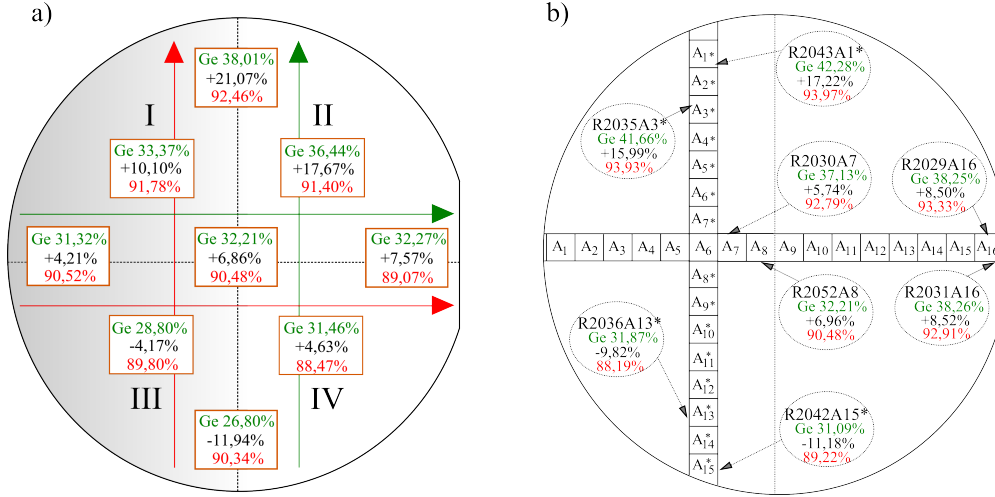 a)
Ge 38,01%
+21,07%
92,46%
I
II
Ge 33,37%
+10,10%
91,78%
Ge 36,44%
+17,67%
91,40%
Ge 31,32%
+4,21%
90,52%
Ge 32,21%
+6,86%
90,48%
Ge 32,27%
+7,57%
89,07%
Ge 28,80%
-4,17%
89,80%
Ge 31,46%
+4,63%
88,47%
III
IV
Ge 26,80%
-11,94%
90,34%
b)
A1*
A2*
A3*
A4*
A5*
A6*
A7*
R2043A1*
Ge 42,28%
+17,22%
93,97%
R2035A3*
Ge 41,66%
+15,99%
93,93%
R2030A7
Ge 37,13%
+5,74%
92,79%
R2029A16
Ge 38,25%
+8,50%
93,33%
A1 A2 A3 A4 A5 A6 A7 A8 A9 A10 A11 A12 A13 A14 A15 A16
A8*
A9*
A10*
A11*
A12*
A13*
A14*
A15*
R2036A13*
Ge 31,87%
-9,82%
88,19%
R2052A8
Ge 32,21%
+6,96%
90,48%
R2031A16
Ge 38,26%
+8,52%
92,91%
R2042A15*
Ge 31,09%
-11,18%
89,22%